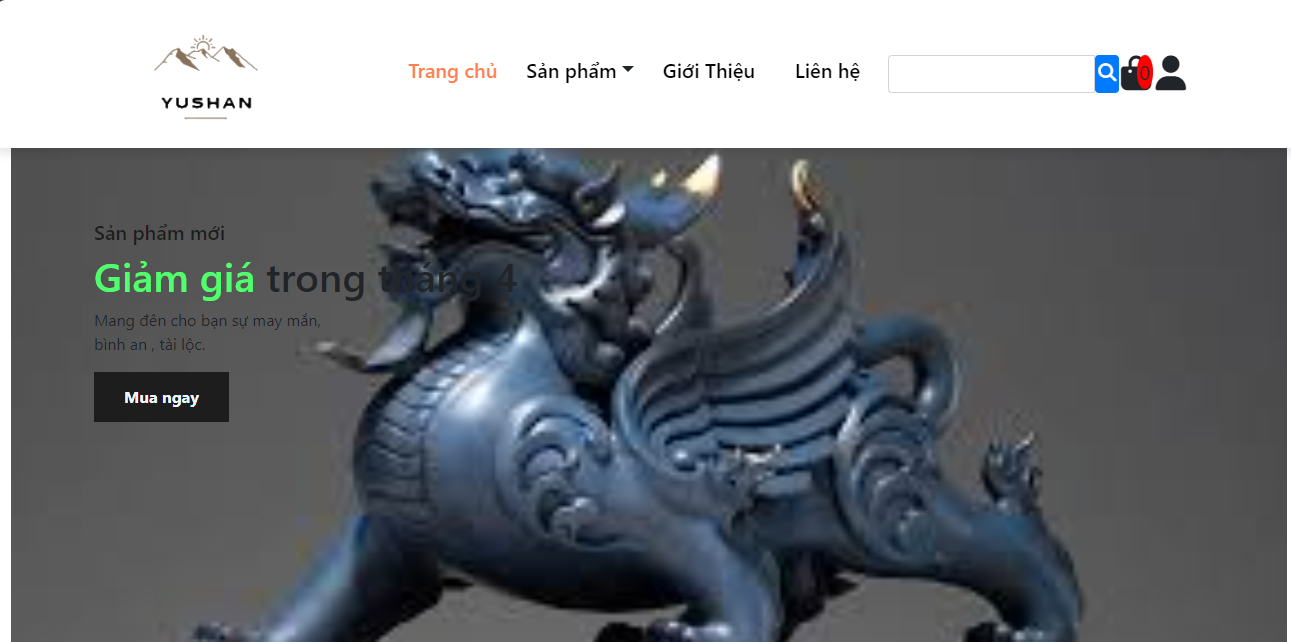 YUSHAN
Trang chủ
Sản phẩm
Giới Thiệu
Liên hệ
0
Sản phẩm mới
Giảm giá trong tháng 4
Mang đến cho bạn sự may mắn,
bình an , tài lộc.
Mua ngay